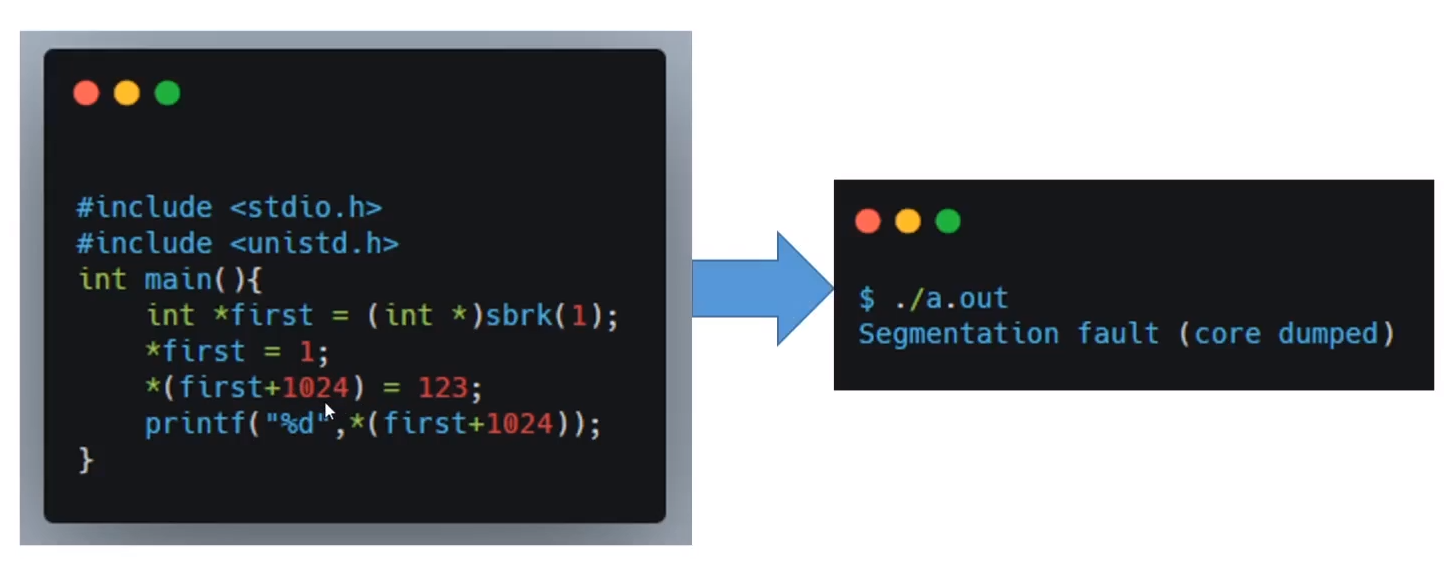 #include <stdio.h>
#include <unistd.h>
int main(){
    int *first = (int *)sbrk(1);
    *first = 1;
    *(first+1024) = 123;
    printf("%d",*(first+1024));
}
$ ./a.out
Segmentation fault (core dumped)